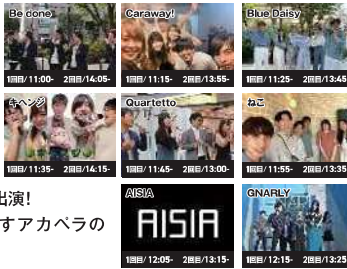 Be done
1回目/11:00- 2回目/14:05-
Caraway!
1回目/11:15- 2回目/13:55-
Blue Daisy
1回目/11:25- 2回目/13:45
キヘンジ
1回目/11:35- 2回目/14:15-
Quartetto
1回目/11:45- 2回目/13:00-
ねこ
1回目/11:55- 2回目/13:35
出演!
すアカペラの
AISIA
AISIA
1回目/12:05- 2回目/13:15-
GNARLY
1回目/12:15- 2回目/13:25